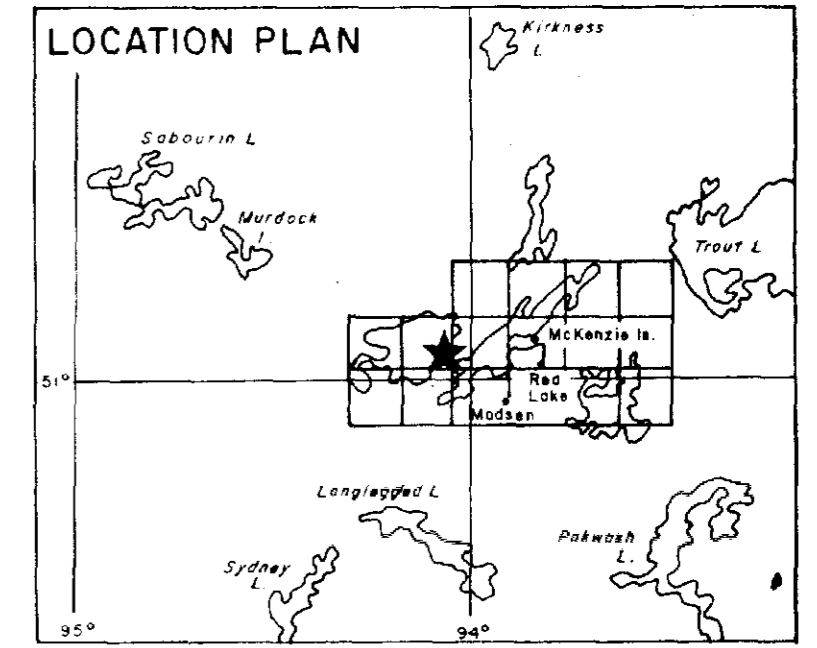 LOCATION PLAN
Kirkness
L.
Sabourin L
Murdock
L.
Trout L
McKenzie Is.
51°
Red
Lake
Madsen
Longlegged L
Pakwash
L.
Sydney
L.
95°
94°